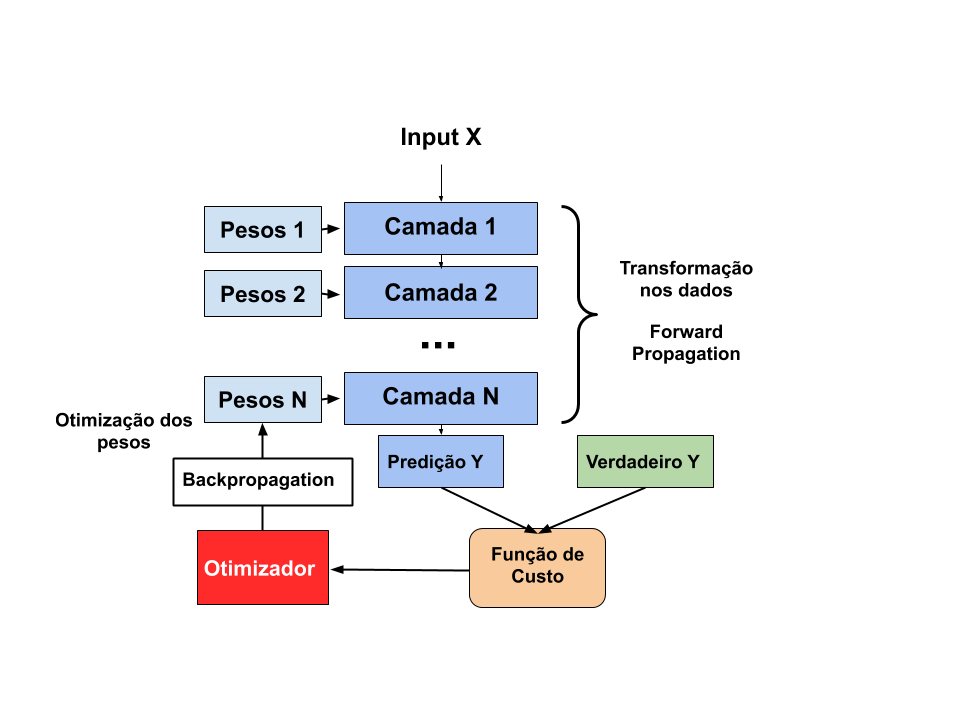 Input X
Pesos 1
Camada 1
Pesos 2
Camada 2
...
Transformação
nos dados
Forward
Propagation
Pesos N
Camada N
Otimização dos
pesos
Backpropagation
Predição Y
Verdadeiro Y
Otimizador
Função de
Custo